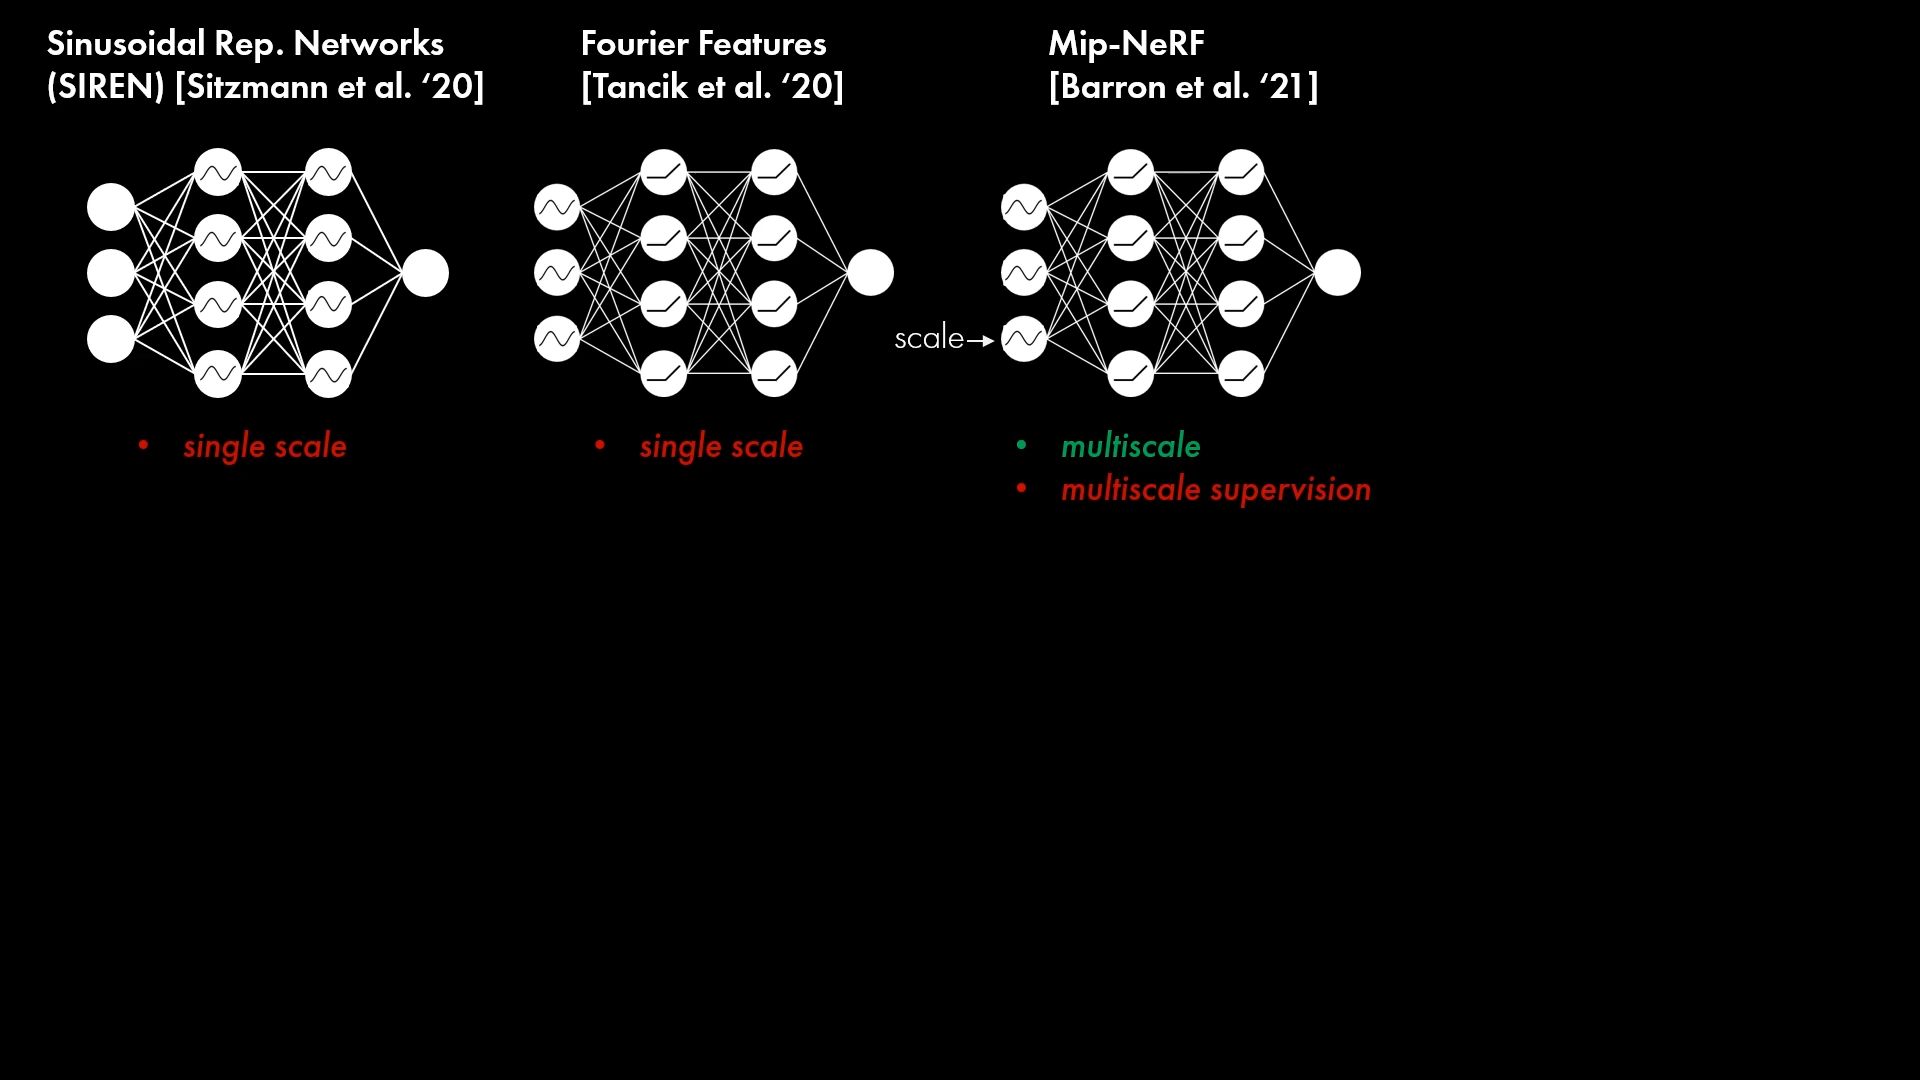 Sinusoidal Rep. Networks
(SIREN) [Sitzmann et al. ‘20]
Fourier Features
[Tancik et al. ‘20]
Mip-NeRF
[Barron et al. ‘21]
scale
• single scale
• single scale
• multiscale
• multiscale supervision